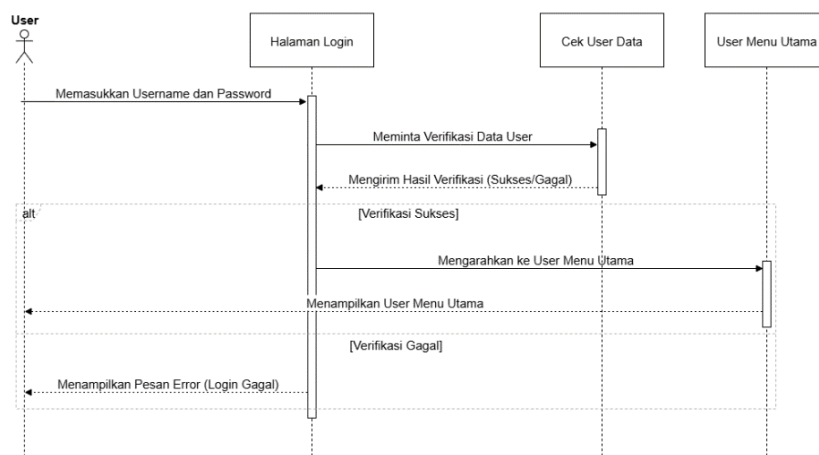 User
Halaman Login
Cek User Data
User Menu Utama
Memasukkan Username dan Password
Meminta Verifikasi Data User
Mengirim Hasil Verifikasi (Sukses/Gagal)
alt
[Verifikasi Sukses]
Mengarahkan ke User Menu Utama
Menampilkan User Menu Utama
[Verifikasi Gagal]
Menampilkan Pesan Error (Login Gagal)